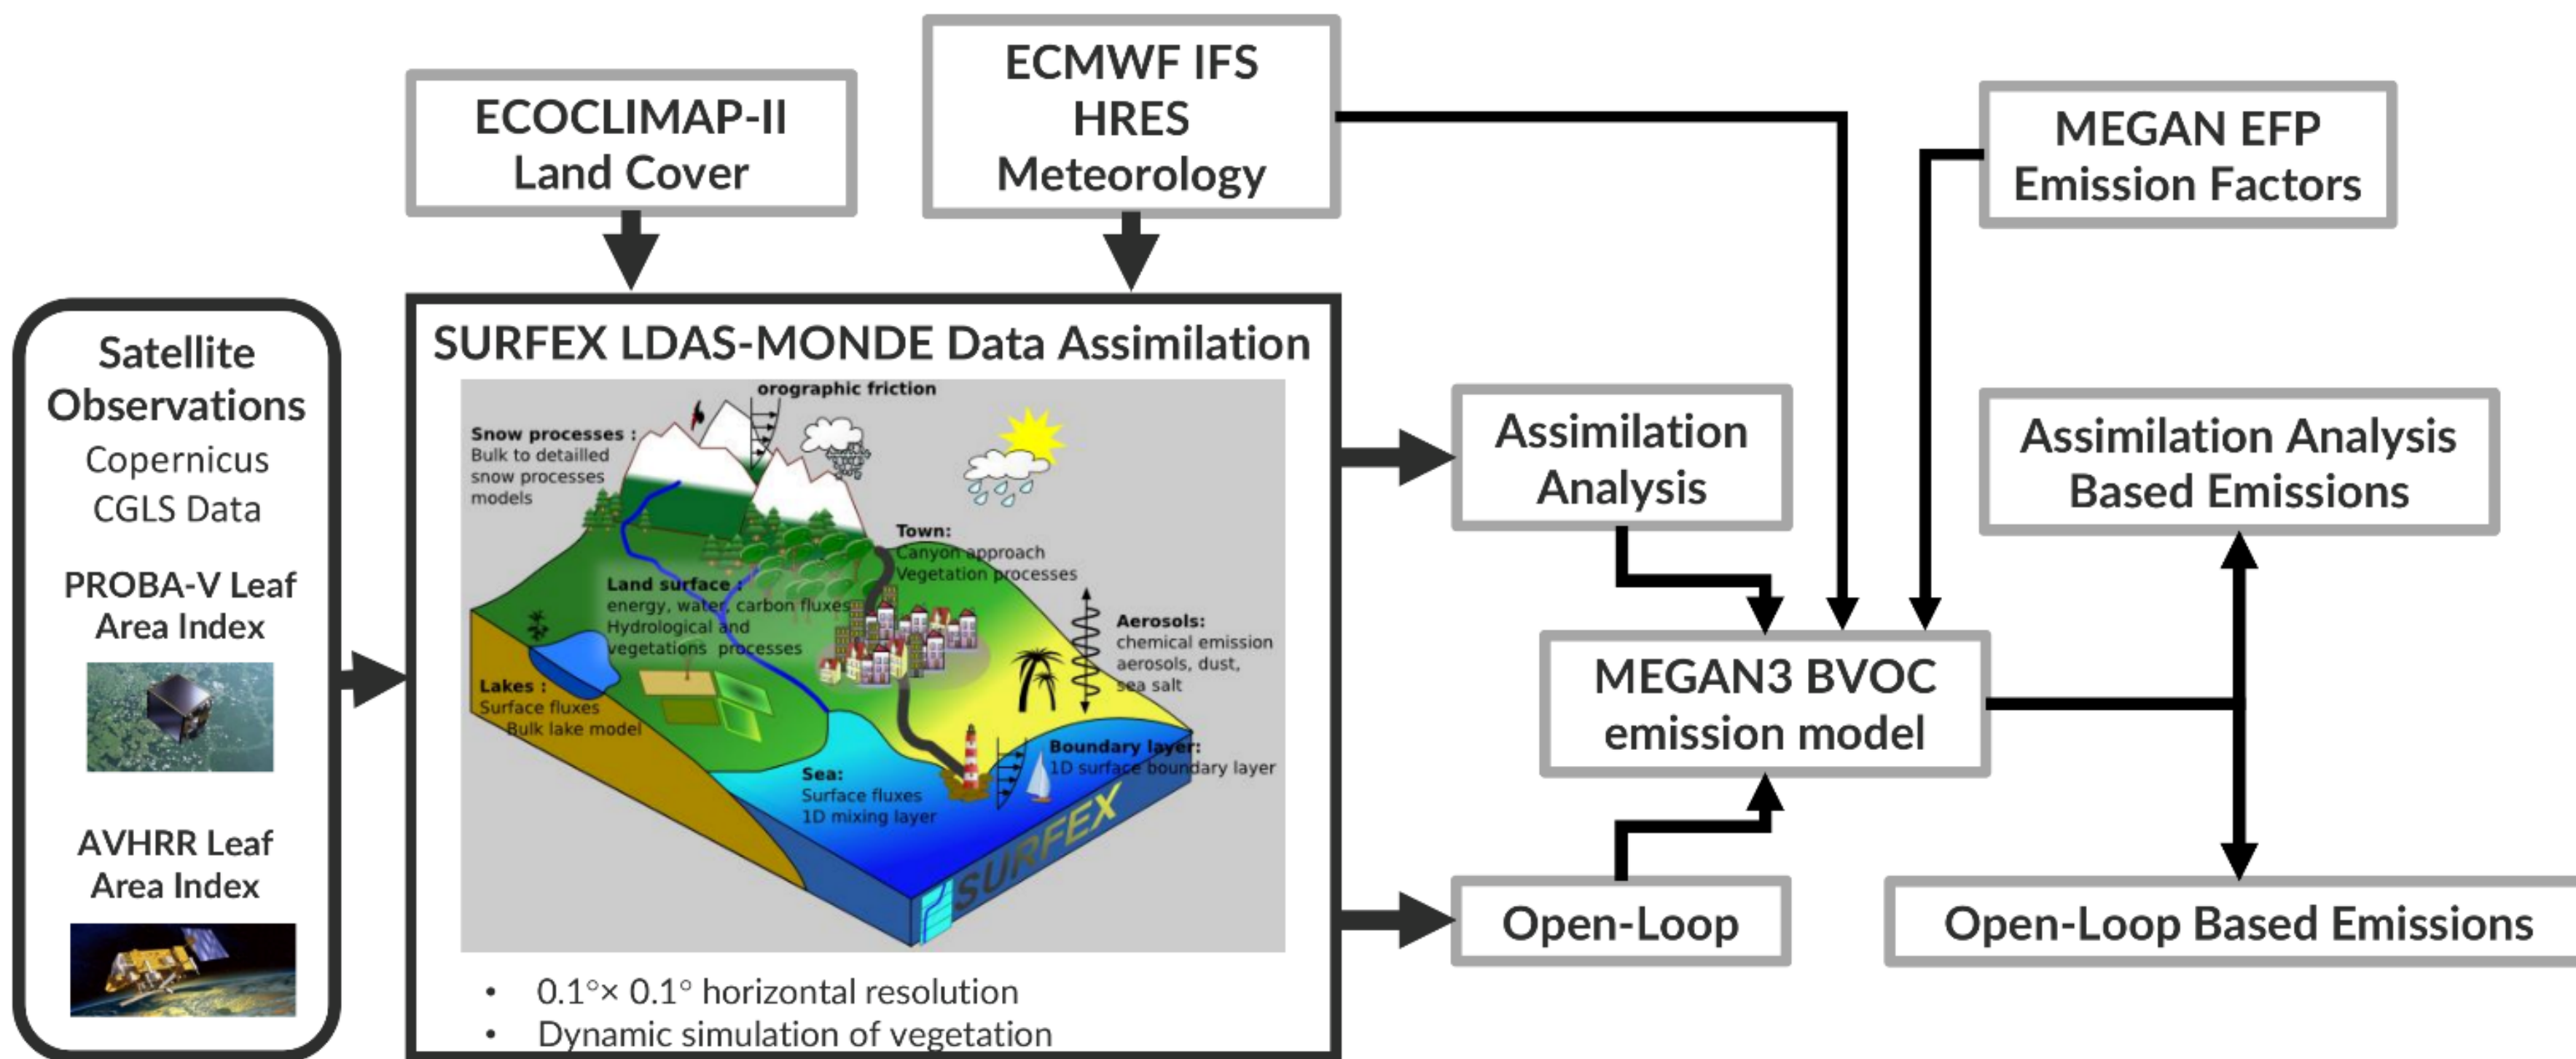 ECMWF IFS
HRES
Meteorology
ECOCLIMAP-II
Land Cover
MEGAN EFP
Emission Factors
Satellite
Observations
Copernicus
CGLS Data
PROBA-V Leaf
Area Index
AVHRR Leaf
Area Index
SURFEX LDAS-MONDE Data Assimilation
orographic friction
Snow processes :
Bulk to detailled
snow processes
models
Town:
Canyon approach
Vegetation processes
Land surface :
energy, water, carbon fluxes
Hydrological and
vegetations processes
Aerosols:
chemical emission
aerosols, dust,
sea salt
Lakes :
Surface fluxes
Bulk lake model
Boundary layer:
1D surface boundary layer
Sea:
Surface fluxes
1D mixing layer
SURFEX
• 0.1°× 0.1° horizontal resolution
• Dynamic simulation of vegetation
Assimilation
Analysis
Assimilation Analysis
Based Emissions
MEGAN3 BVOC
emission model
Open-Loop
Open-Loop Based Emissions